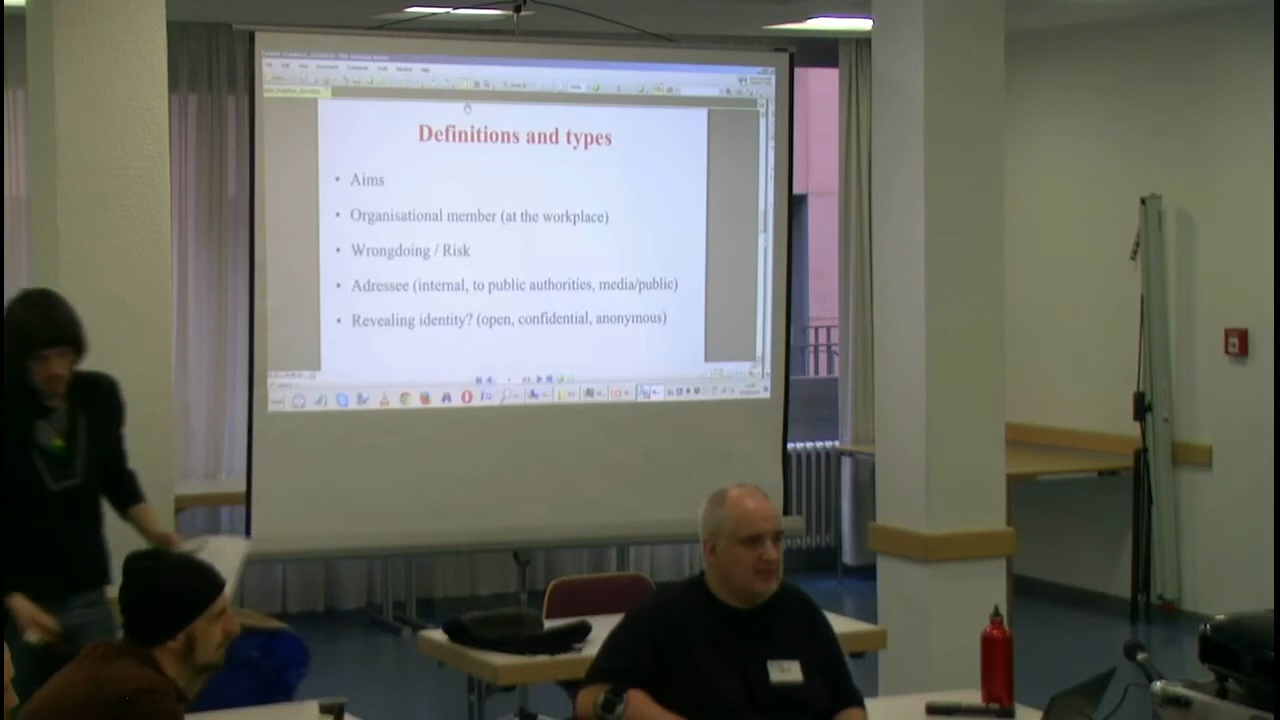 Definitions and types
• Aims
• Organisational member (at the workplace)
• Wrongdoing / Risk
• Adressee (internal, to public authorities, media/public)
• Revealing identity? (open, confidential, anonymous)